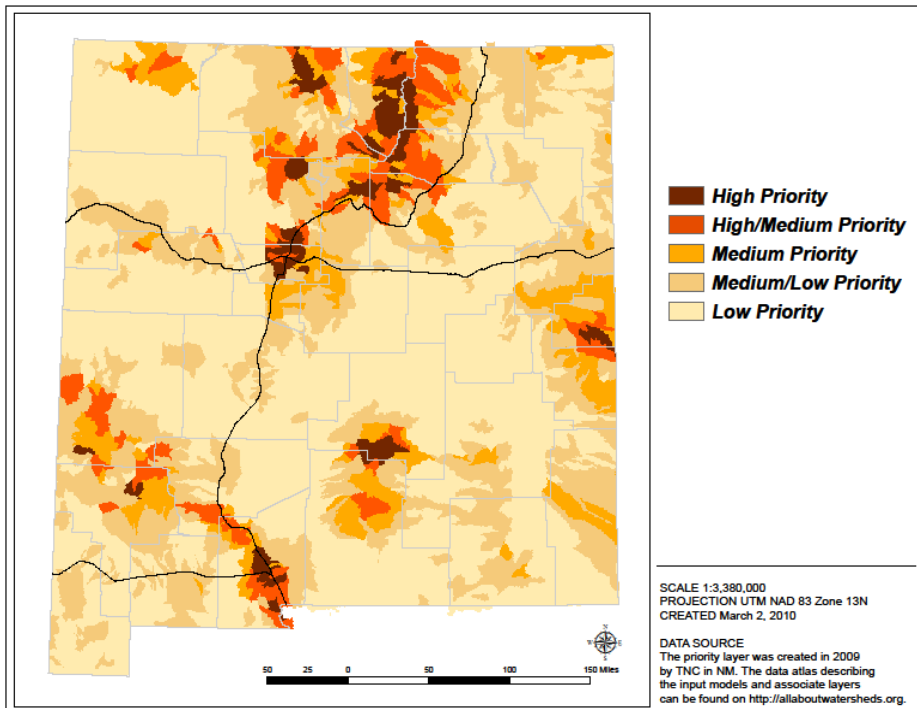 High Priority
High/Medium Priority
Medium Priority
Medium/Low Priority
Low Priority
SCALE 1:3,380,000
PROJECTION UTM NAD 83 Zone 13N
CREATED March 2, 2010
DATA SOURCE
The priority layer was created in 2009
by TNC in NM. The data atlas describing
the input models and associate layers
can be found on http://allaboutwatersheds.org.
N
W E
S
50 25 0 50 100 150 Miles